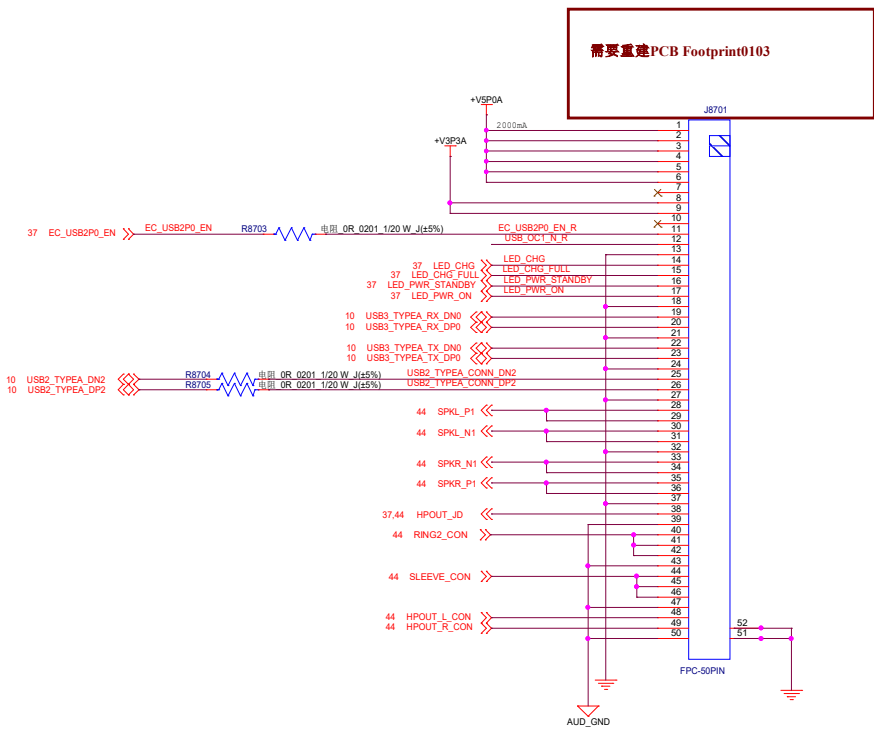 需要重建PCB Footprint0103
+V5P0A
J8701
2000mA
1
2
+V3P3A
3
4
5
6
7
8
9
10
37 EC_USB2P0_EN
EC_USB2P0_EN
R8703
电阻_0R_0201_1/20 W_J(±5%)
EC_USB2P0_EN_R
11
USB_OC1_N_R
12
13
37 LED_CHG
LED_CHG
14
37 LED_CHG_FULL
LED_CHG_FULL
15
37 LED_PWR_STANDBY
LED_PWR_STANDBY
16
37 LED_PWR_ON
LED_PWR_ON
17
18
10 USB3_TYPEA_RX_DN0
19
10 USB3_TYPEA_RX_DP0
20
21
10 USB3_TYPEA_TX_DN0
22
10 USB3_TYPEA_TX_DP0
23
24
10 USB2_TYPEA_DN2
R8704
电阻_0R_0201_1/20 W_J(±5%)
USB2_TYPEA_CONN_DN2
25
10 USB2_TYPEA_DP2
R8705
电阻_0R_0201_1/20 W_J(±5%)
USB2_TYPEA_CONN_DP2
26
27
44 SPKL_P1
28
29
44 SPKL_N1
30
31
32
44 SPKR_N1
33
34
44 SPKR_P1
35
36
37
37,44 HPOUT_JD
38
39
44 RING2_CON
40
41
42
43
44 SLEEVE_CON
44
45
46
47
44 HPOUT_L_CON
48
44 HPOUT_R_CON
49
50
52
51
FPC-50PIN
AUD_GND